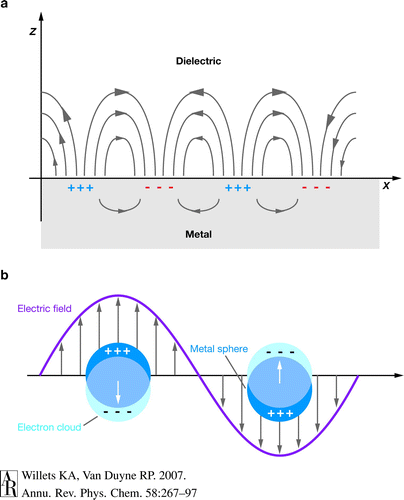 a
Z
Dielectric
+++ - - - +++ - - -
X
Metal
b
Electric field
Metal sphere
+++
- - -
- - -
+++
Electron cloud
AR
Willets KA, Van Duyne RP. 2007.
Annu. Rev. Phys. Chem. 58:267–97